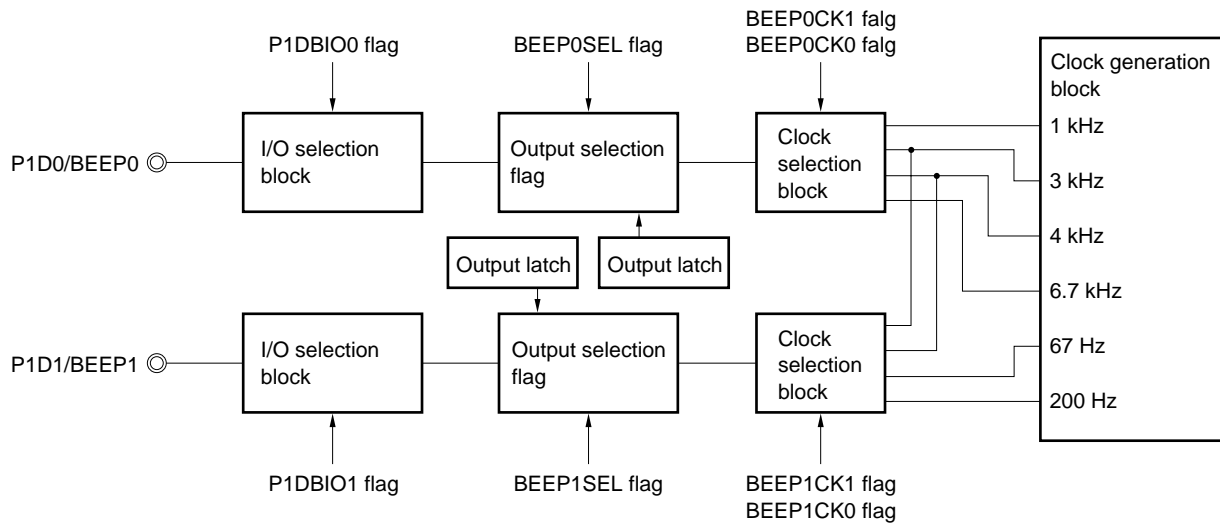 P1DBIO0 flag
BEEP0SEL flag
BEEP0CK1 falg
BEEP0CK0 falg
Clock generation
block
P1D0/BEEP0
I/O selection
block
Output selection
flag
Clock
selection
block
1 kHz
3 kHz
4 kHz
6.7 kHz
67 Hz
200 Hz
Output latch
Output latch
P1D1/BEEP1
I/O selection
block
Output selection
flag
Clock
selection
block
P1DBIO1 flag
BEEP1SEL flag
BEEP1CK1 flag
BEEP1CK0 flag